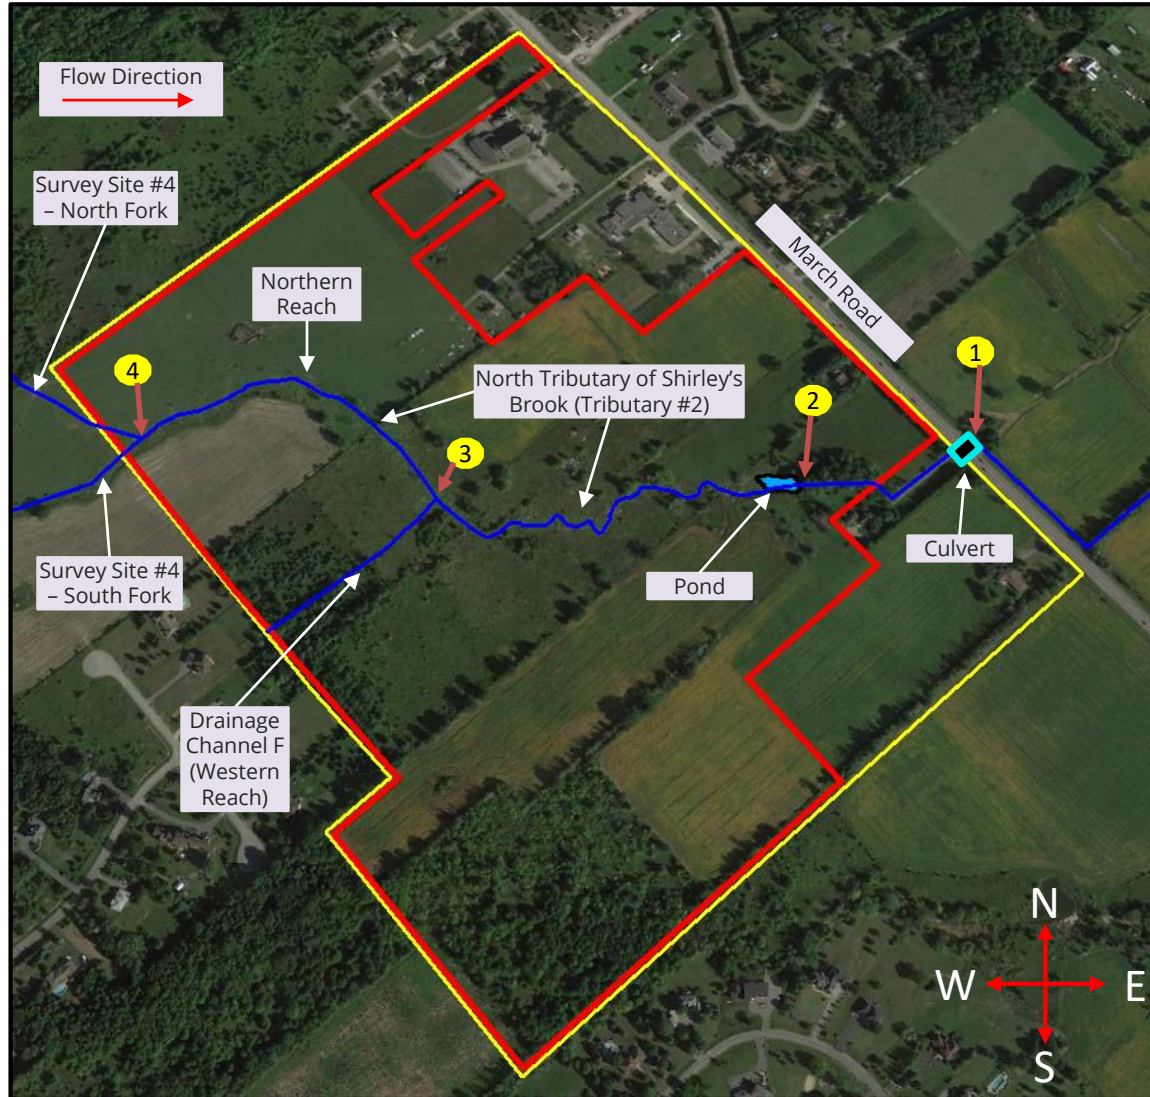 Flow Direction
Survey Site #4
– North Fork
Northern
Reach
March Road
4
1
North Tributary of Shirley's
Brook (Tributary #2)
2
3
Survey Site #4
– South Fork
Pond
Culvert
Drainage
Channel F
(Western
Reach)
N
W
E
S